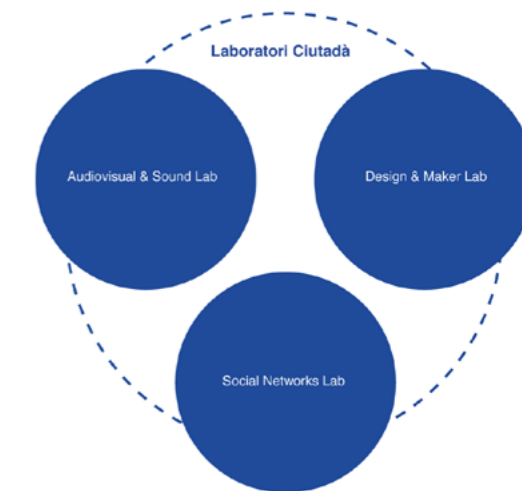 Laboratori Ciutadà
Audiovisual & Sound Lab
Design & Maker Lab
Social Networks Lab